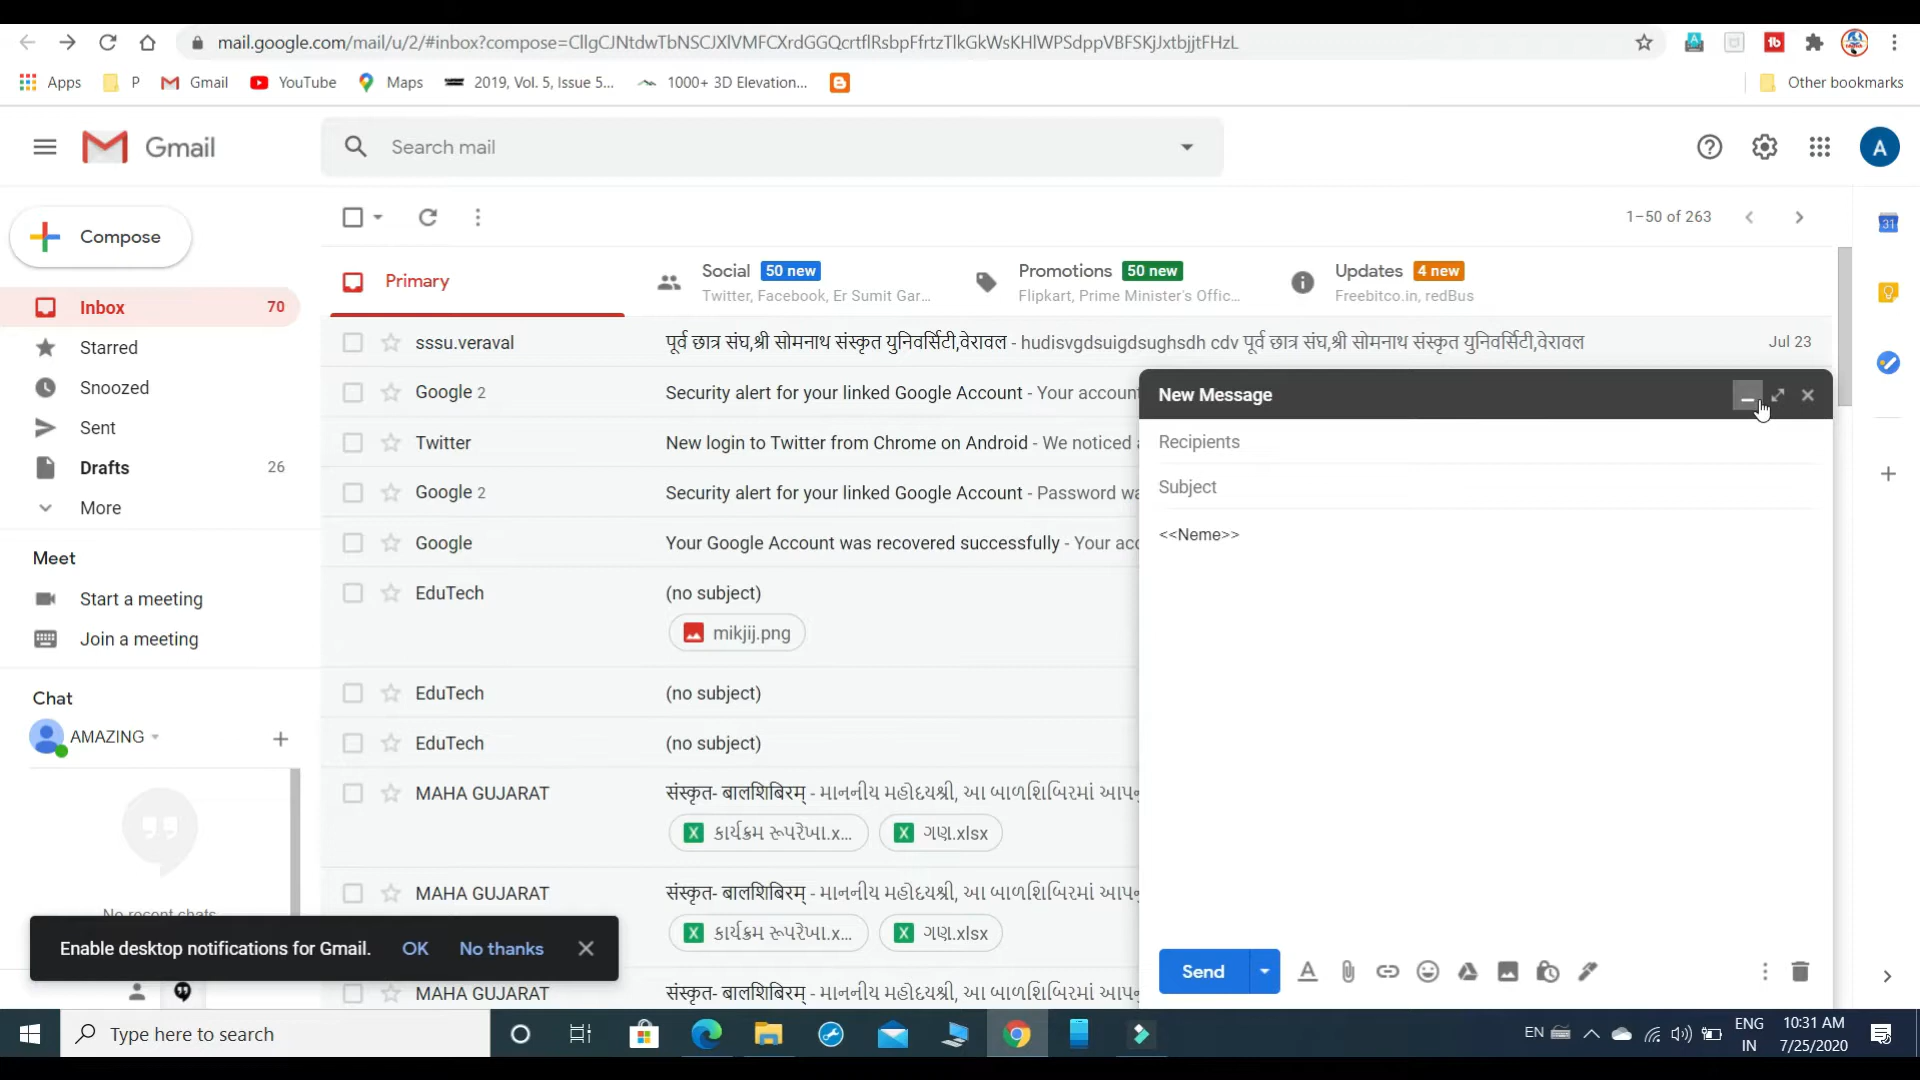 mail.google.com/mail/u/2/#inbox?compose=CllgCJNtdwTbNSCJXlVMFCXrdGGQcrtflRsbpFfrtzTlkGkWsKHlWPSdppVBFSKjJxtbjjtFHzL
Apps P Gmail YouTube Maps 2019, Vol. 5, Issue 5... 1000+ 3D Elevation... Other bookmarks
Gmail
Search mail
A
Compose
1–50 of 263
Primary
Social 50 new
Twitter, Facebook, Er Sumit Gar...
Promotions 50 new
Flipkart, Prime Minister's Offic...
Updates 4 new
Freebitco.in, redBus
Inbox 70
Starred
Snoozed
Sent
Drafts 26
More
Meet
Start a meeting
Join a meeting
Chat
AMAZING
No recent chats
sssu.veraval पूर्व छात्र संघ,श्री सोमनाथ संस्कृत युनिवर्सिटी,वेरावल - hudisvgdsuigdsughsdh cdv पूर्व छात्र संघ,श्री सोमनाथ संस्कृत युनिवर्सिटी,वेरावल Jul 23
Google 2 Security alert for your linked Google Account - Your account
Twitter New login to Twitter from Chrome on Android - We noticed
Google 2 Security alert for your linked Google Account - Password wa
Google Your Google Account was recovered successfully - Your acc
EduTech (no subject)
mikjij.png
EduTech (no subject)
EduTech (no subject)
MAHA GUJARAT संस्कृत- बालशिबिरम् - માનનીય મહોદયશ્રી, આ બાળશિબિરમાં આપનુ
કાર્યક્રમ રૂપરેખા.x... ગણ.xlsx
MAHA GUJARAT संस्कृत- बालशिबिरम् - માનનીય મહોદયશ્રી, આ બાળશિબિરમાં આપનુ
કાર્યક્રમ રૂપરેખા.x... ગણ.xlsx
MAHA GUJARAT संस्कृत- बालशिबिरम् - માનનીય મહોદયશ્રી, આ બાળશિબિરમાં આપનુ
New Message
Recipients
Subject
<<Neme>>
Send
Enable desktop notifications for Gmail. OK No thanks
Type here to search
EN
ENG
IN
10:31 AM
7/25/2020